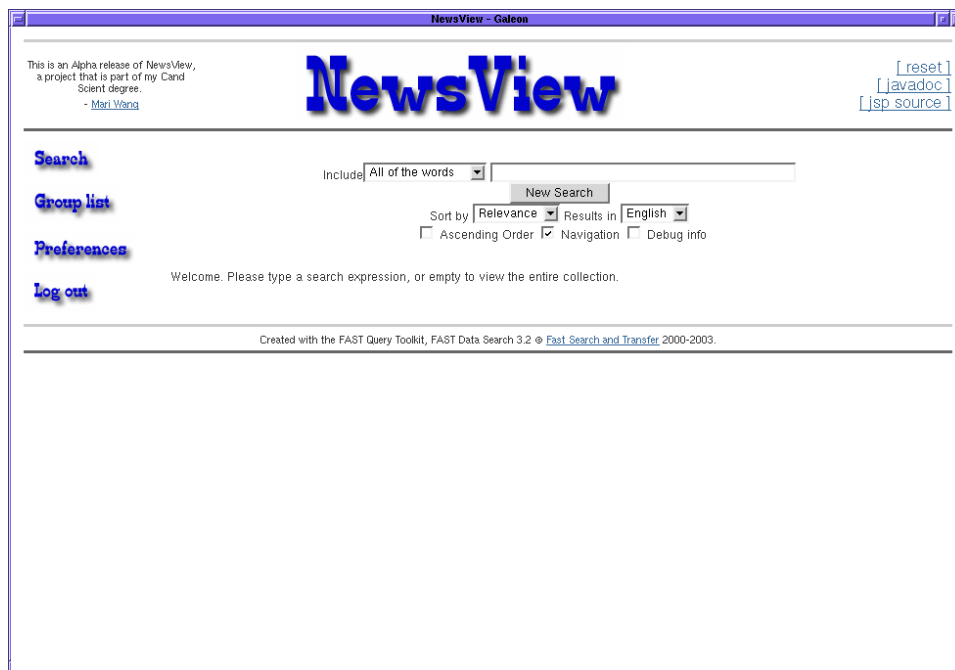 NewsView - Galeon
This is an Alpha release of NewsView,
a project that is part of my Cand
Scient degree.
- Mari Wang
NewsView
[ reset ]
[ javadoc ]
[ jsp source ]
Search
Group list
Preferences
Log out
Include All of the words
New Search
Sort by Relevance Results in English
Ascending Order Navigation Debug info
Welcome. Please type a search expression, or empty to view the entire collection.
Created with the FAST Query Toolkit, FAST Data Search 3.2 © Fast Search and Transfer 2000-2003.